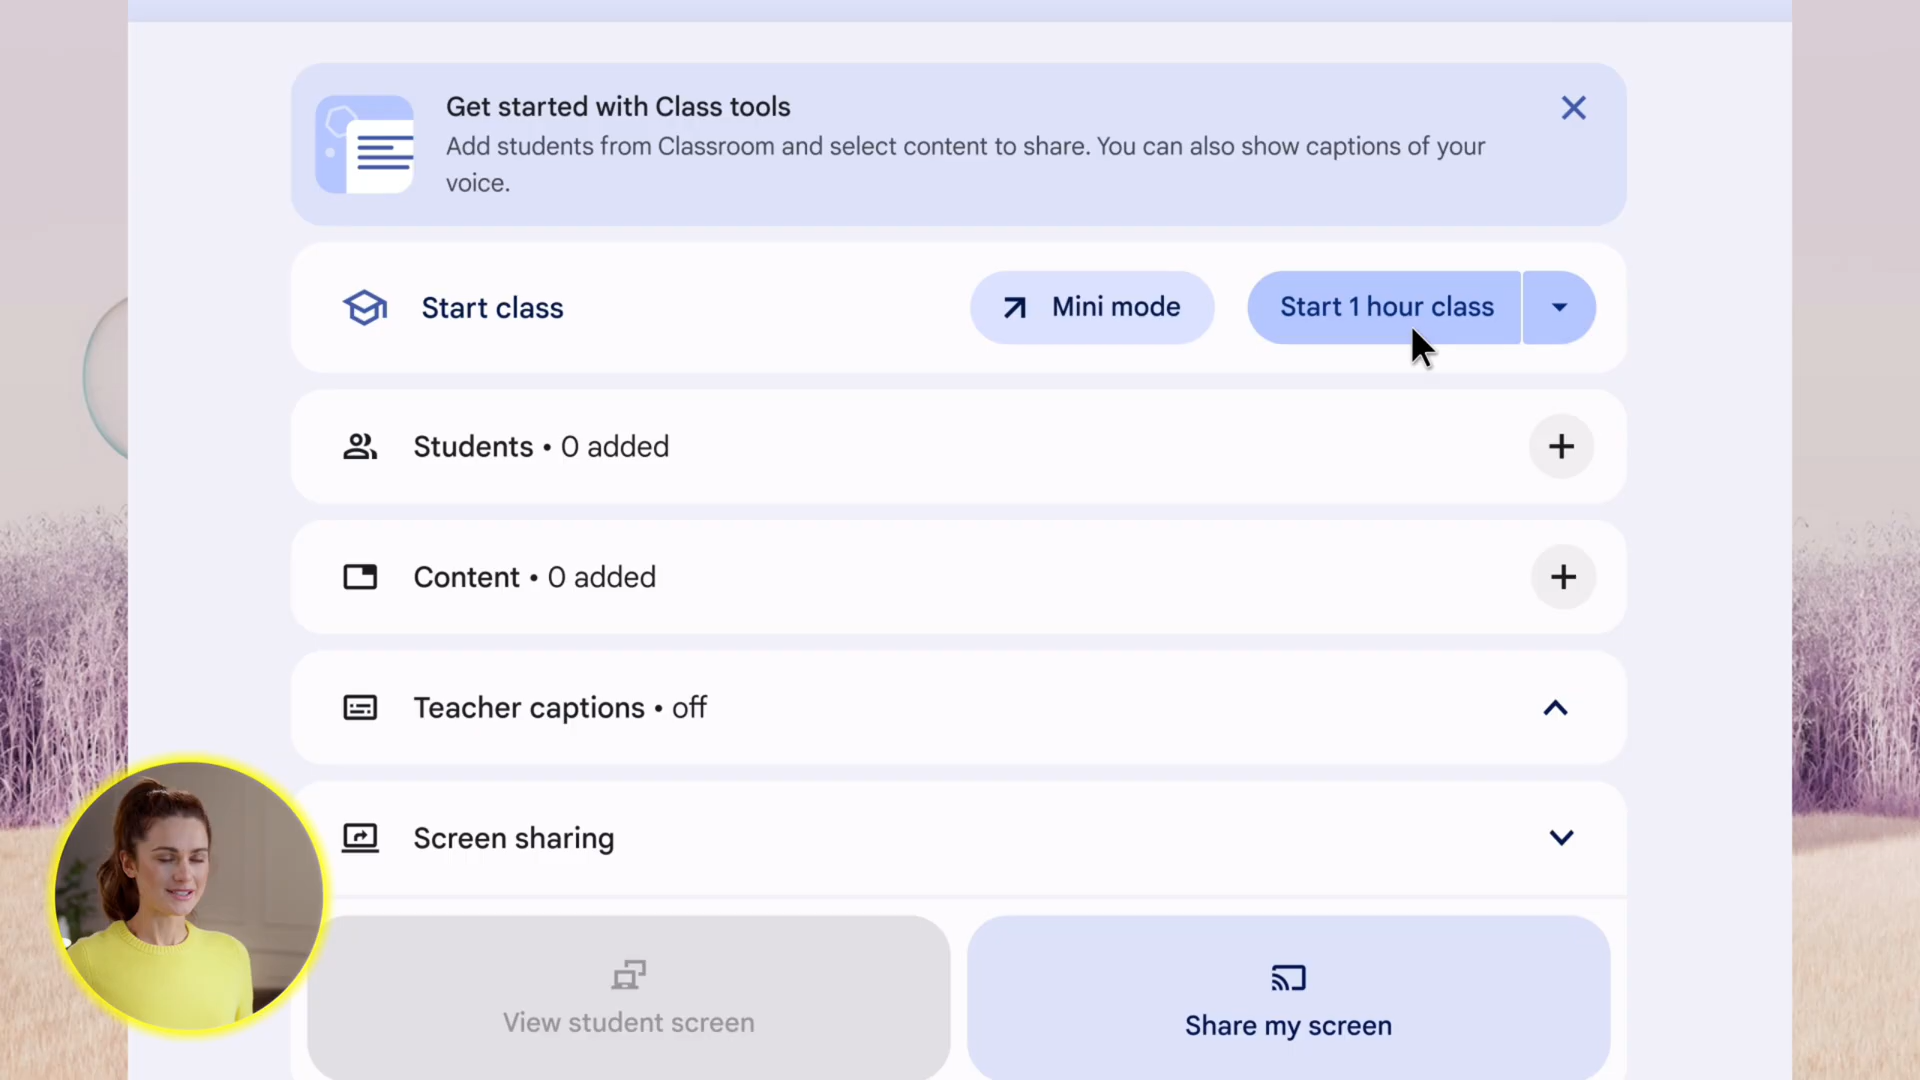 Get started with Class tools
Add students from Classroom and select content to share. You can also show captions of your
voice.
Start class
Mini mode
Start 1 hour class
Students • 0 added
Content • 0 added
Teacher captions • off
Screen sharing
View student screen
Share my screen